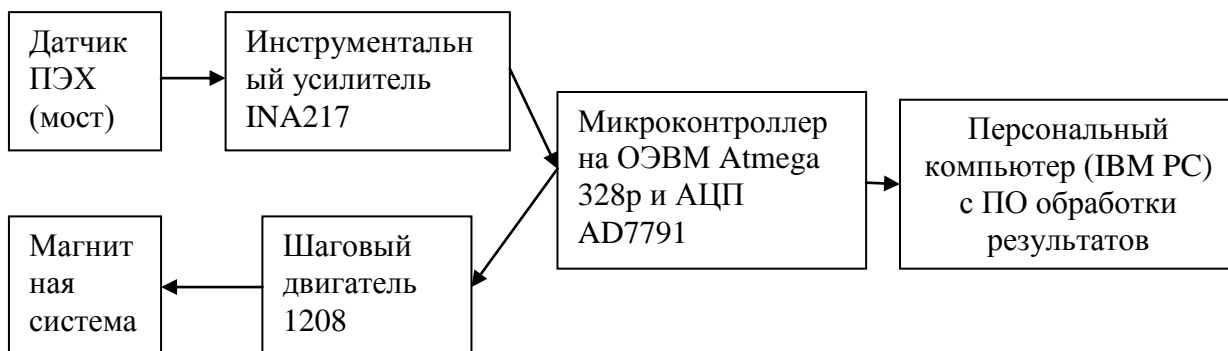 Датчик
ПЭХ
(мост)
Инструментальн
ый усилитель
INA217
Микроконтроллер
на ОЭВМ Atmega
328р и АЦП
AD7791
Персональный
компьютер (IBM PC)
с ПО обработки
результатов
Магнит
ная
система
Шаговый
двигатель
1208